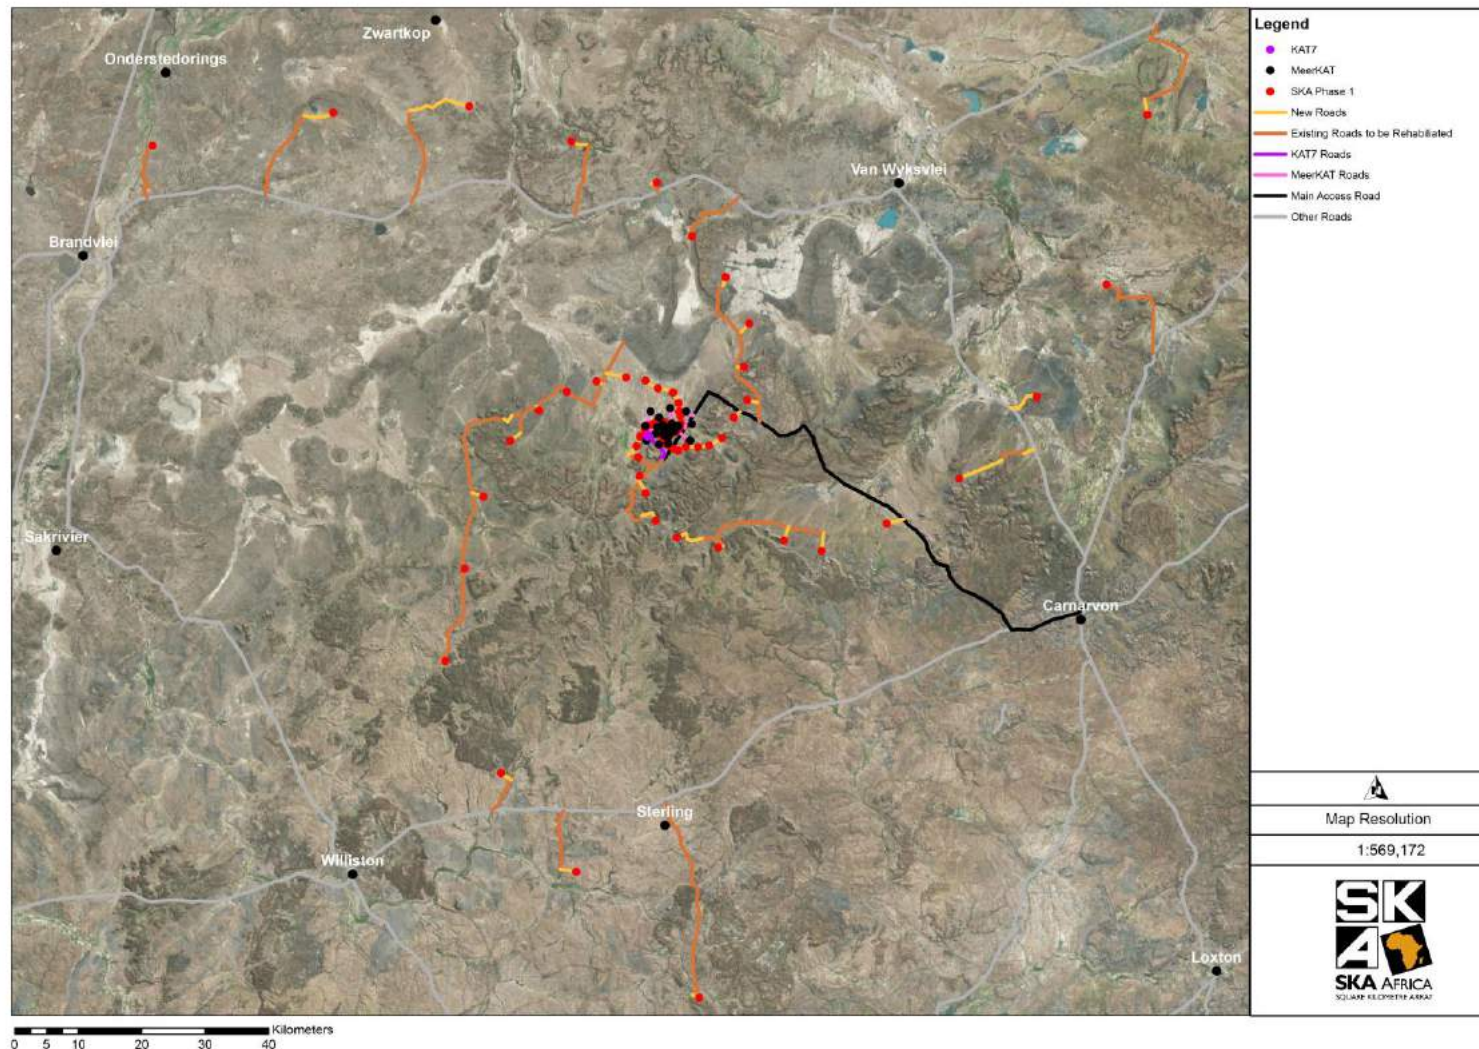 Zwartkop
Onderstedorings
Van Wyksvlei
Brandvlei
Sakrivier
Carnarvon
Sterling
Williston
Loxton
Legend
KAT7
MeerKAT
SKA Phase 1
New Roads
Existing Roads to be Rehabiliated
KAT7 Roads
MeerKAT Roads
Main Access Road
Other Roads
N
Map Resolution
1:569,172
SK
A
SKA AFRICA
SQUARE KILOMETRE ARRAY
Kilometers
0 5 10 20 30 40